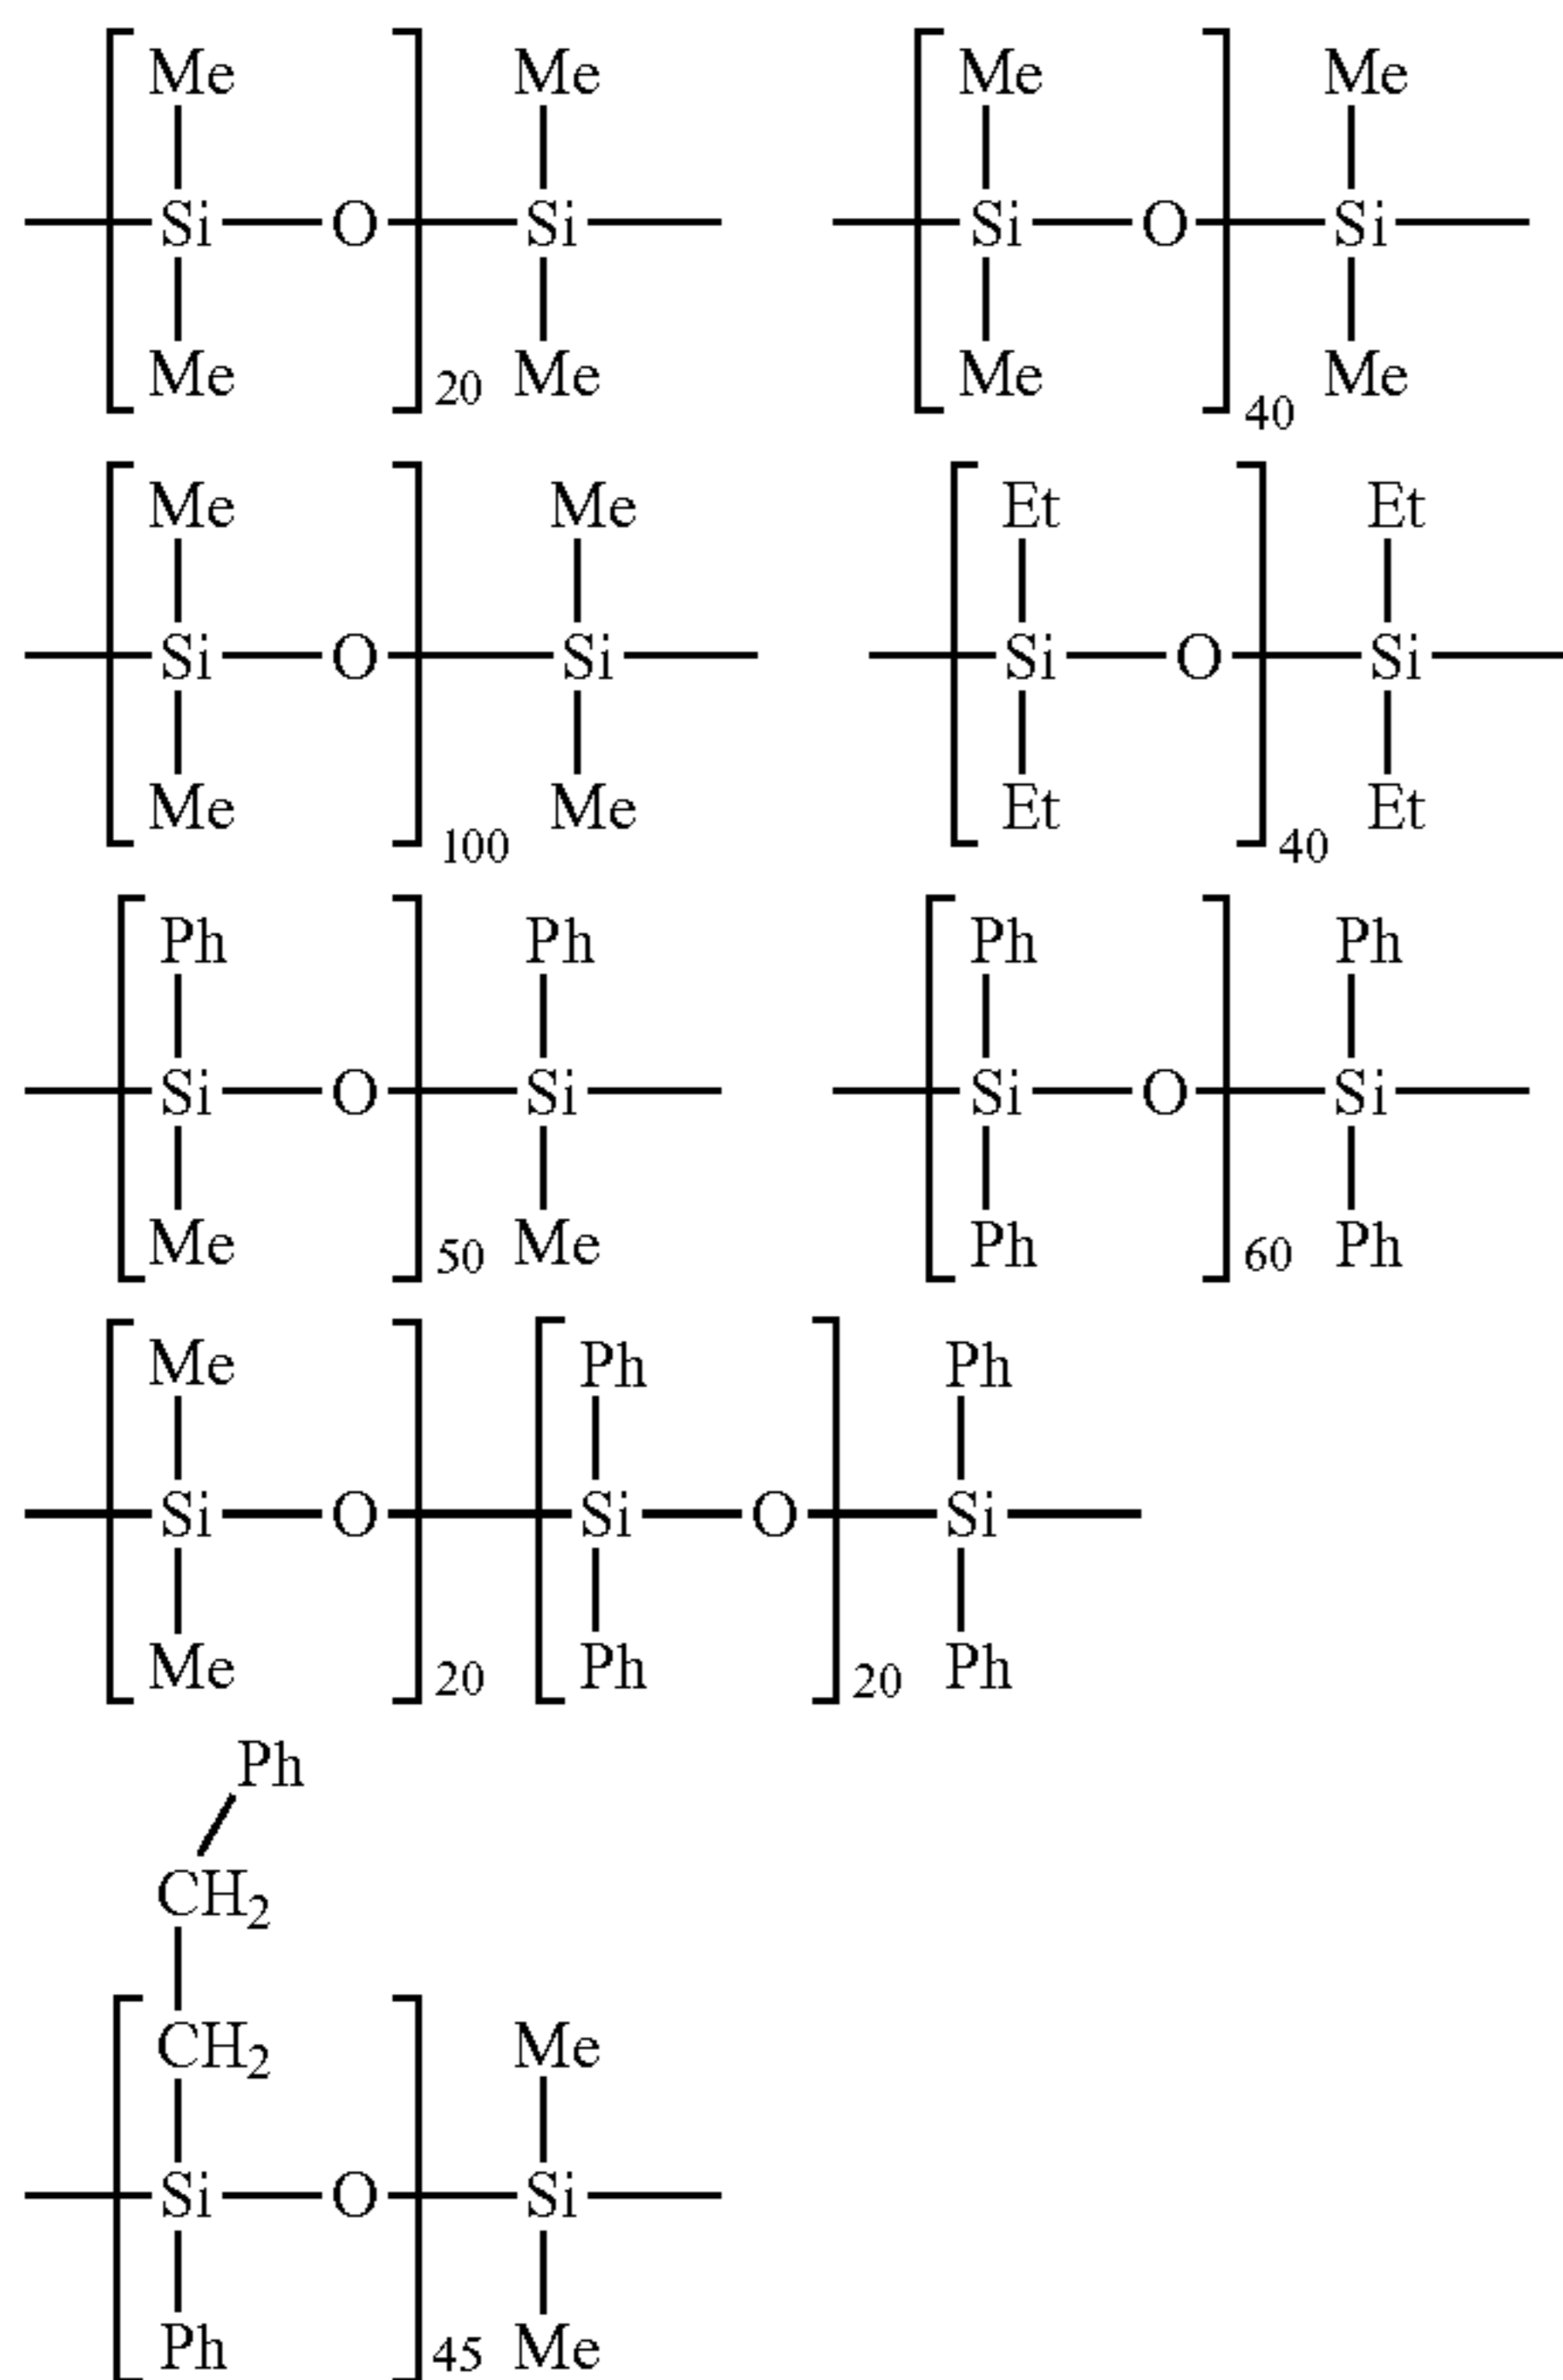 Me Me Me Me
Si O Si Si O Si
Me 20 Me Me 40 Me
Me Me Et Et
Si O Si Si O Si
Me 100 Me Et 40 Et
Ph Ph Ph Ph
Si O Si Si O Si
Me 50 Me Ph 60 Ph
Me Ph Ph
Si O Si O Si
Me 20 Ph 20 Ph
Ph
CH2
CH2 Me
Si O Si
Ph 45 Me